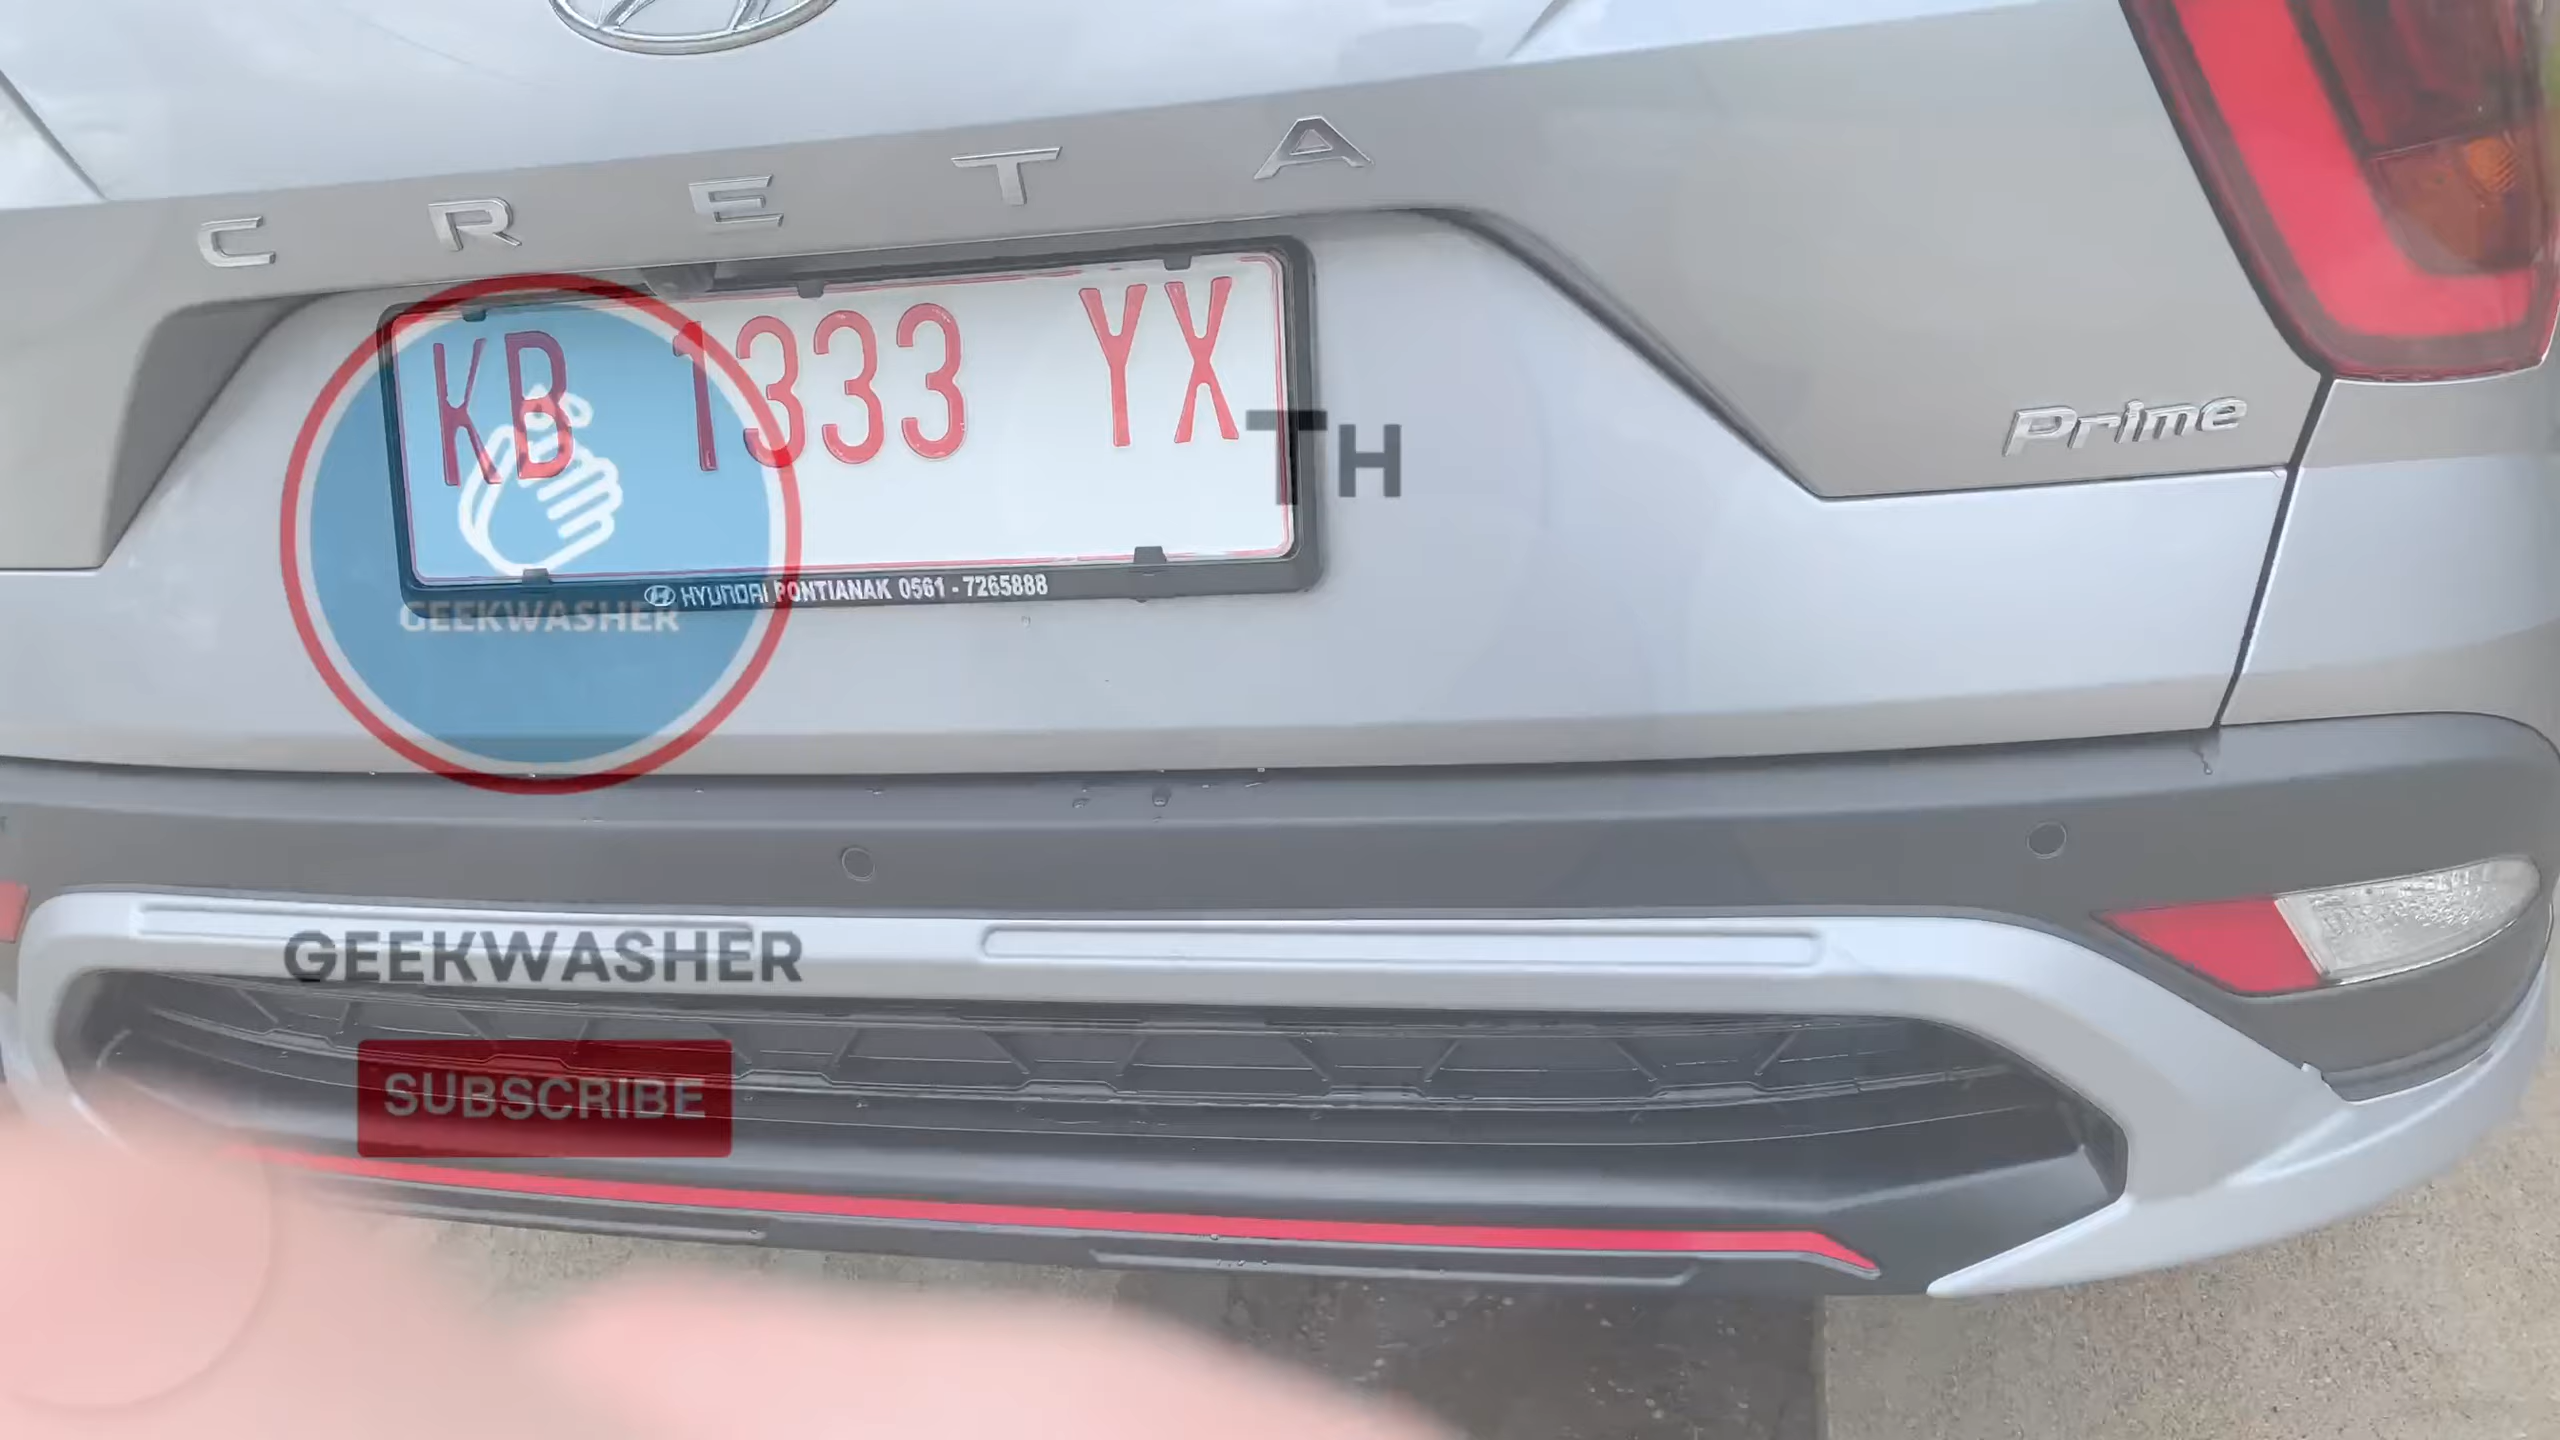 CRETA
KB 1333 YX
TH
Prime
HYUNDAI PONTIANAK 0561 - 7265888
GEEKWASHER
GEEKWASHER
SUBSCRIBE